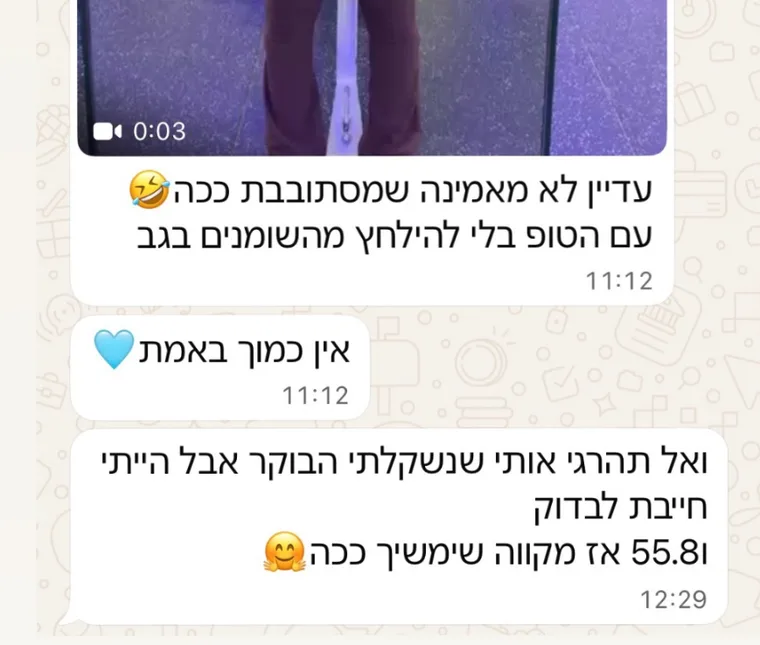 0:03
עדיין לא מאמינה שמסתובבת ככה🤣
עם הטופ בלי להילחץ מהשומנים בגב
11:12
אין כמוך באמת🩵
11:12
ואל תהרגי אותי שנשקלתי הבוקר אבל הייתי
חייבת לבדוק
ו55.8 אז מקווה שימשיך ככה🤗
12:29